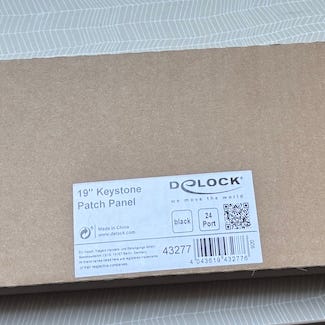 19" Keystone
Patch Panel
DELOCK
we move the world
Made in China
www.delock.com
black
24
Port
43277
4 043619 432776